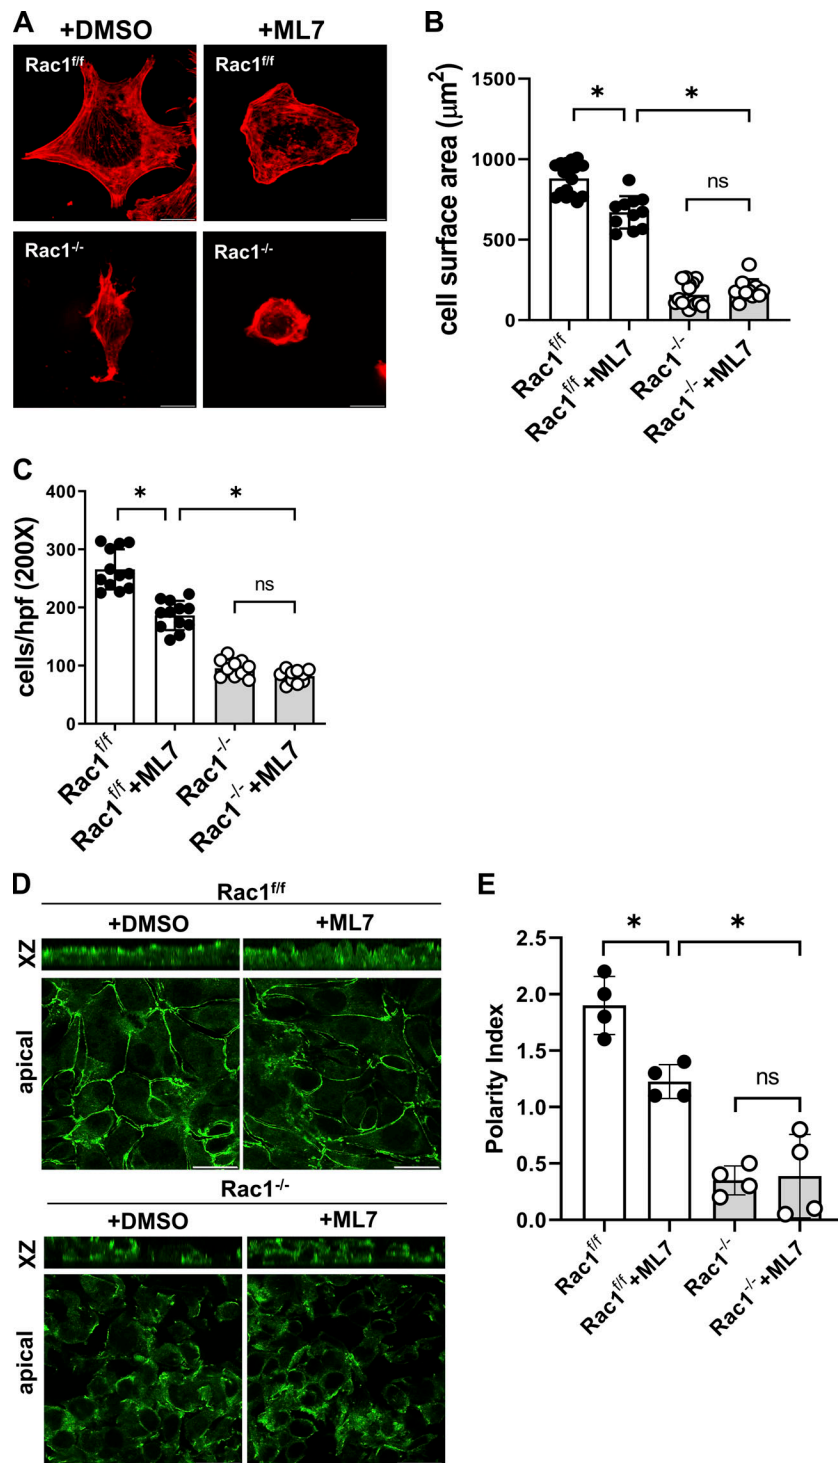 A
+DMSO +ML7
Rac1f/f Rac1f/f
Rac1-/- Rac1-/-
B
cell surface area (μm2)
1500
1000
500
0
* *
ns
Rac1f/f
Rac1f/f+ML7
Rac1-/-
Rac1-/-+ML7
C
cells/hpf (200X)
400
300
200
100
0
* *
ns
Rac1f/f
Rac1f/f+ML7
Rac1-/-
Rac1-/-+ML7
D
Rac1f/f
+DMSO +ML7
XZ
apical
Rac1-/-
+DMSO +ML7
XZ
apical
E
Polarity Index
2.5
2.0
1.5
1.0
0.5
0.0
* *
ns
Rac1f/f
Rac1f/f+ML7
Rac1-/-
Rac1-/-+ML7